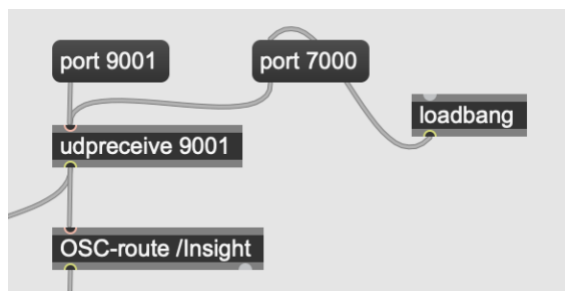 port 9001
port 7000
loadbang
udpreceive 9001
OSC-route /Insight